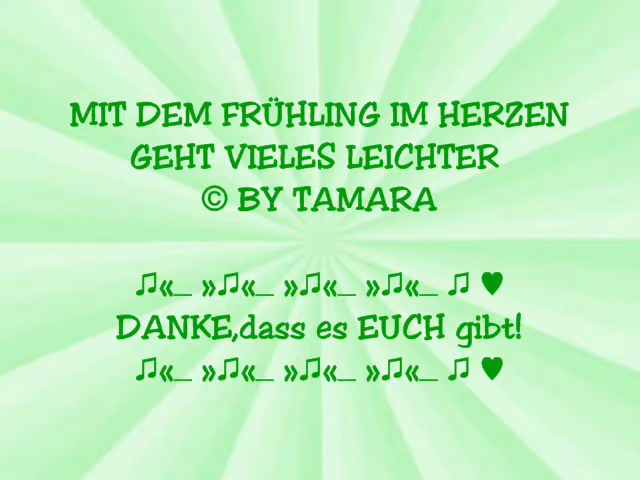 MIT DEM FRÜHLING IM HERZEN
GEHT VIELES LEICHTER
© BY TAMARA
♫«_ »♫«_ »♫«_ »♫«_ ♫ ♥
DANKE,dass es EUCH gibt!
♫«_ »♫«_ »♫«_ »♫«_ ♫ ♥